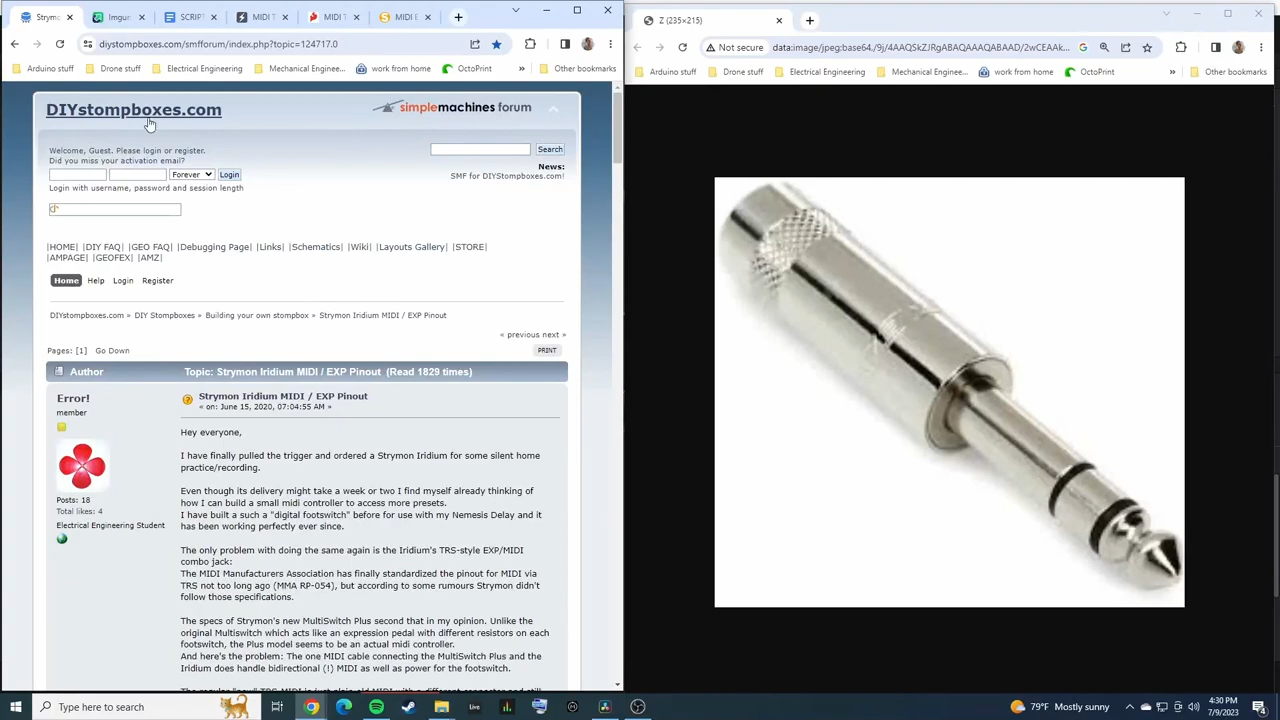 Strymo
Imgur
SCRIPT
MIDI T
MIDI T
MIDI E
diystompboxes.com/smfforum/index.php?topic=124717.0
Arduino stuff
Drone stuff
Electrical Engineering
Mechanical Enginee...
work from home
OctoPrint
»
Other bookmarks
DIYstompboxes.com
simplemachines forum
Welcome, Guest. Please login or register.
Did you miss your activation email?
Forever
Login
Login with username, password and session length
Search
News:
SMF for DIYStompboxes.com!
|HOME| |DIY FAQ| |GEO FAQ| |Debugging Page| |Links| |Schematics| |Wiki| |Layouts Gallery| |STORE|
|AMPAGE| |GEOFEX| |AMZ|
Home
Help
Login
Register
DIYstompboxes.com » DIY Stompboxes » Building your own stompbox » Strymon Iridium MIDI / EXP Pinout
« previous next »
Pages: [1] Go Down
PRINT
Author
Topic: Strymon Iridium MIDI / EXP Pinout (Read 1829 times)
Error!
member
Posts: 18
Total likes: 4
Electrical Engineering Student
Strymon Iridium MIDI / EXP Pinout
« on: June 15, 2020, 07:04:55 AM »
Hey everyone,
I have finally pulled the trigger and ordered a Strymon Iridium for some silent home
practice/recording.
Even though its delivery might take a week or two I find myself already thinking of
how I can build a small midi controller to access more presets.
I have built a such a "digital footswitch" before for use with my Nemesis Delay and it
has been working perfectly ever since.
The only problem with doing the same again is the Iridium's TRS-style EXP/MIDI
combo jack:
The MIDI Manufacturers Association has finally standardized the pinout for MIDI via
TRS not too long ago (MMA RP-054), but according to some rumours Strymon didn't
follow those specifications.
The specs of Strymon's new MultiSwitch Plus second that in my opinion. Unlike the
original Multiswitch which acts like an expression pedal with different resistors on each
footswitch, the Plus model seems to be an actual midi controller.
And here's the problem: The one MIDI cable connecting the MultiSwitch Plus and the
Iridium does handle bidirectional (!) MIDI as well as power for the footswitch.
Z (235×215)
Not secure
data:image/jpeg;base64,/9j/4AAQSkZJRgABAQAAAQABAAD/2wCEAAk...
Arduino stuff
Drone stuff
Electrical Engineering
Mechanical Enginee...
work from home
OctoPrint
»
Other bookmarks
Type here to search
Live
79°F Mostly sunny
4:30 PM
7/9/2023